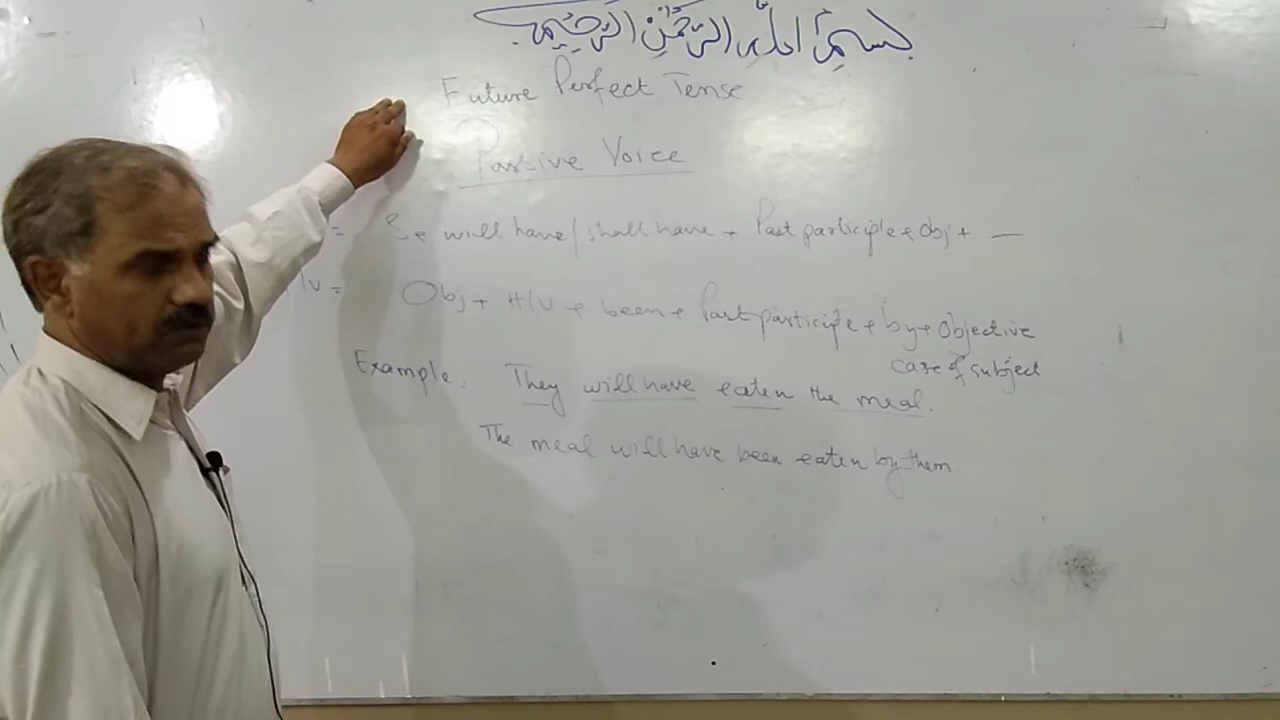 بسم الله الرحمن الرحيم
Future Perfect Tense
Passive Voice
= S+ will have/shall have + Past participle + Obj + —
/V = Obj + H/V + been + Past participle + by + Objective
case of subject
Example: They will have eaten the meal.
The meal will have been eaten by them